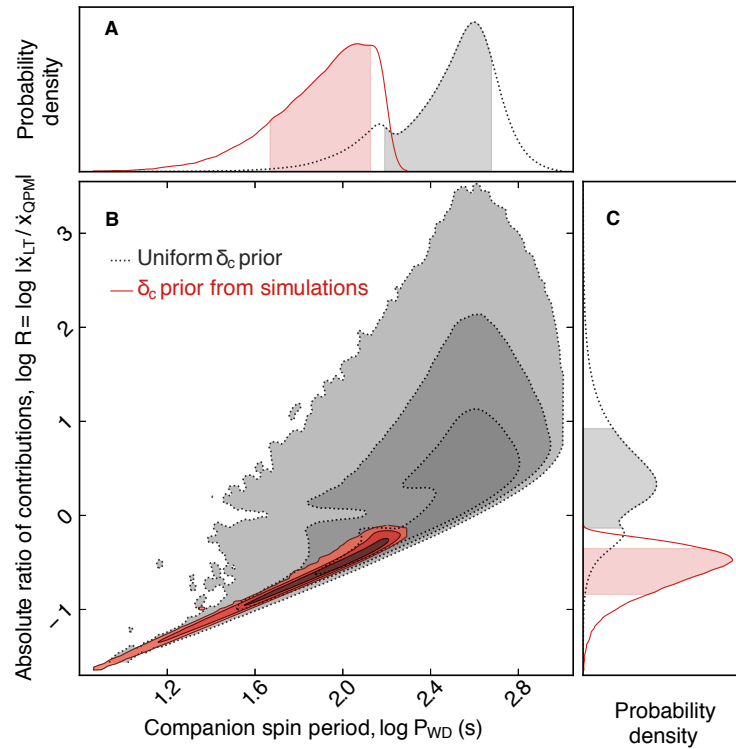 A
Probability
density
B
C
Absolute ratio of contributions, log R = log |ẋLT / ẋQPM|
3
2
1
0
−1
Uniform δc prior
δc prior from simulations
1.2
1.6
2.0
2.4
2.8
Companion spin period, log PWD (s)
Probability
density